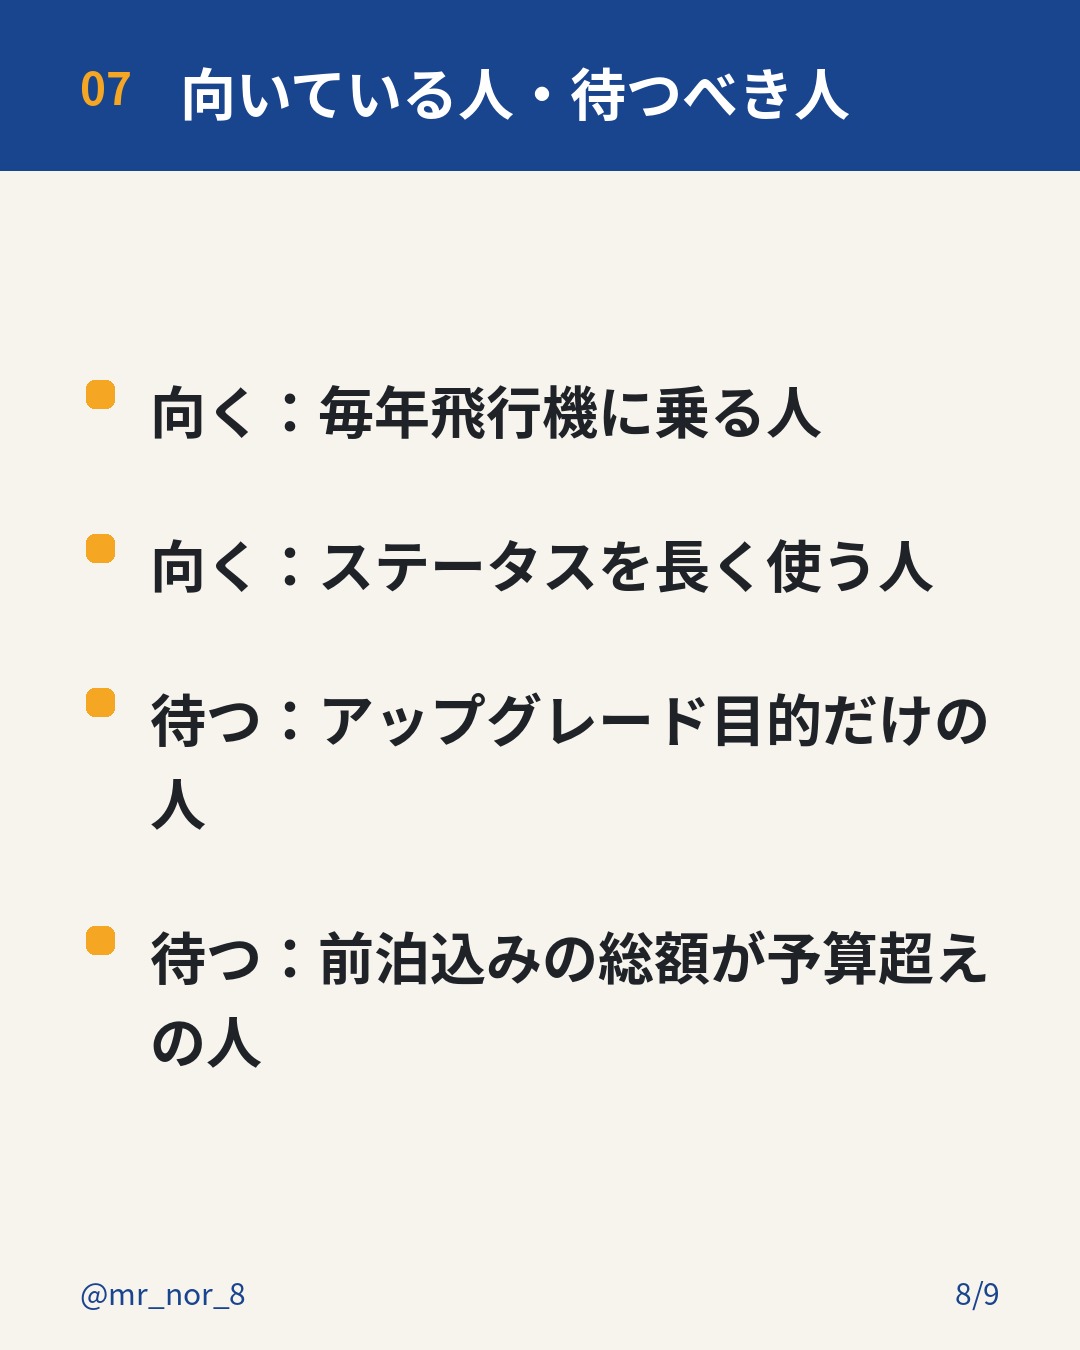 07 向いている人・待つべき人
向く：毎年飛行機に乗る人
向く：ステータスを長く使う人
待つ：アップグレード目的だけの
人
待つ：前泊込みの総額が予算超え
の人
@mr_nor_8 8/9